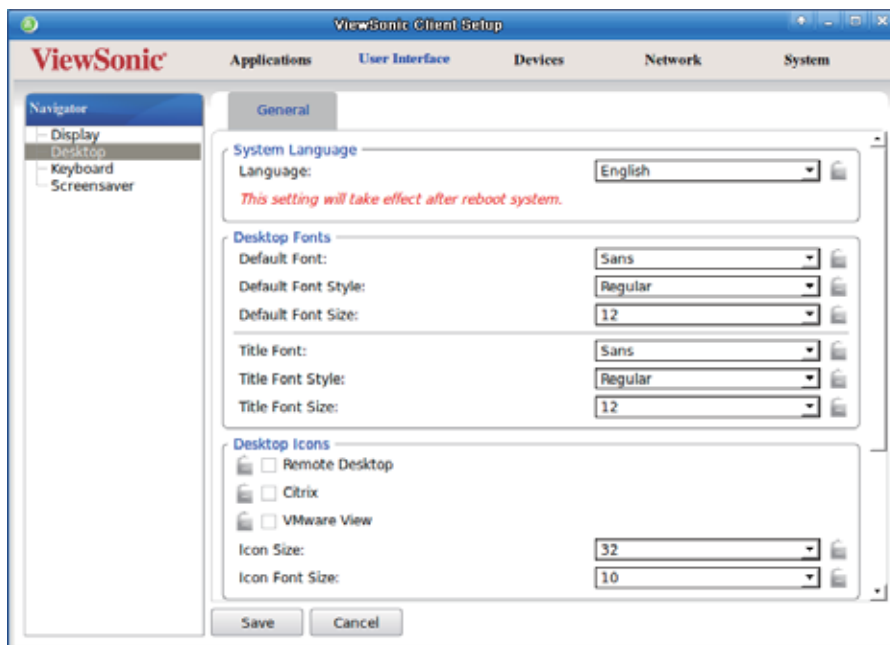 ViewSonic Client Setup
ViewSonic
Applications User Interface Devices Network System
Navigator
Display
Desktop
Keyboard
Screensaver
General
System Language
Language: English
This setting will take effect after reboot system.
Desktop Fonts
Default Font: Sans
Default Font Style: Regular
Default Font Size: 12
Title Font: Sans
Title Font Style: Regular
Title Font Size: 12
Desktop Icons
Remote Desktop
Citrix
VMware View
Icon Size: 32
Icon Font Size: 10
Save Cancel